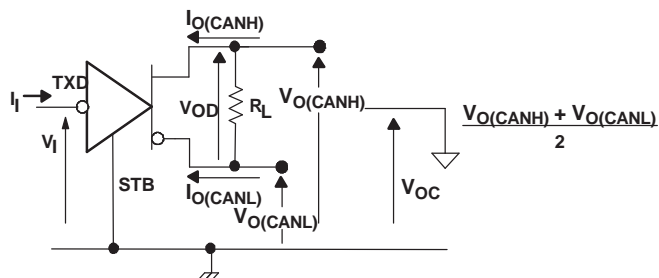 I_O(CANH)
TXD
I_I
V_OD
R_L
V_O(CANH)
V_O(CANH) + V_O(CANL)
2
V_I
STB
I_O(CANL)
V_O(CANL)
V_OC